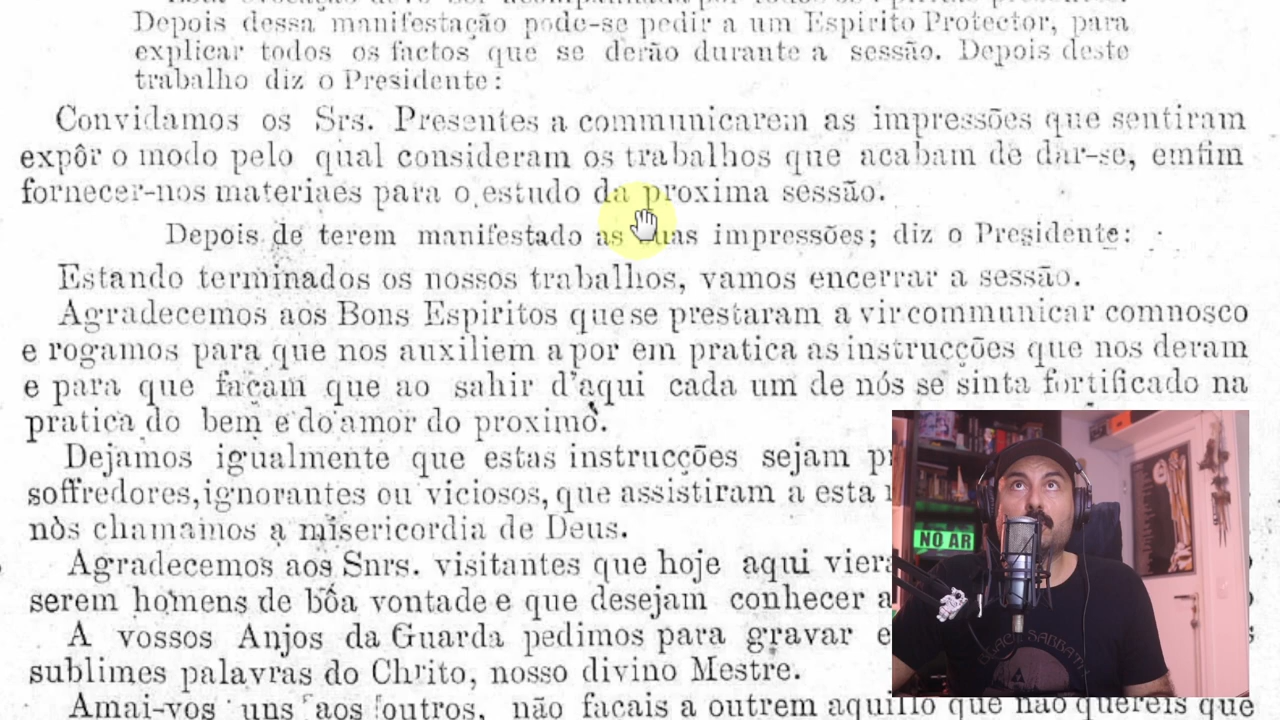 Depois dessa manifestação pode-se pedir a um Espirito Protector, para
explicar todos os factos que se derão durante a sessão. Depois deste
trabalho diz o Presidente:
Convidamos os Srs. Presentes a communicarem as impressões que sentiram
expôr o modo pelo qual consideram os trabalhos que acabam de dar-se, emfim
fornecer-nos materiaes para o estudo da proxima sessão.
Depois de terem manifestado as suas impressões; diz o Presidente:
Estando terminados os nossos trabalhos, vamos encerrar a sessão.
Agradecemos aos Bons Espiritos que se prestaram a vir communicar comnosco
e rogamos para que nos auxiliem a por em pratica as instrucções que nos deram
e para que façam que ao sahir d'aqui cada um de nós se sinta fortificado na
pratica do bem e do amor do proximo.
Dejamos igualmente que estas instrucções sejam
soffredores, ignorantes ou viciosos, que assistiram a esta
nòs chamamos a misericordia de Deus.
Agradecemos aos Snrs. visitantes que hoje aqui
serem homens de bôa vontade e que desejam conhecer
A vossos Anjos da Guarda pedimos para gravar
sublimes palavras do Chrito, nosso divino Mestre.
Amai-vos uns aos outros, não façais a outrem aquillo que não quereis que
NO AR
BLACK SABBATH